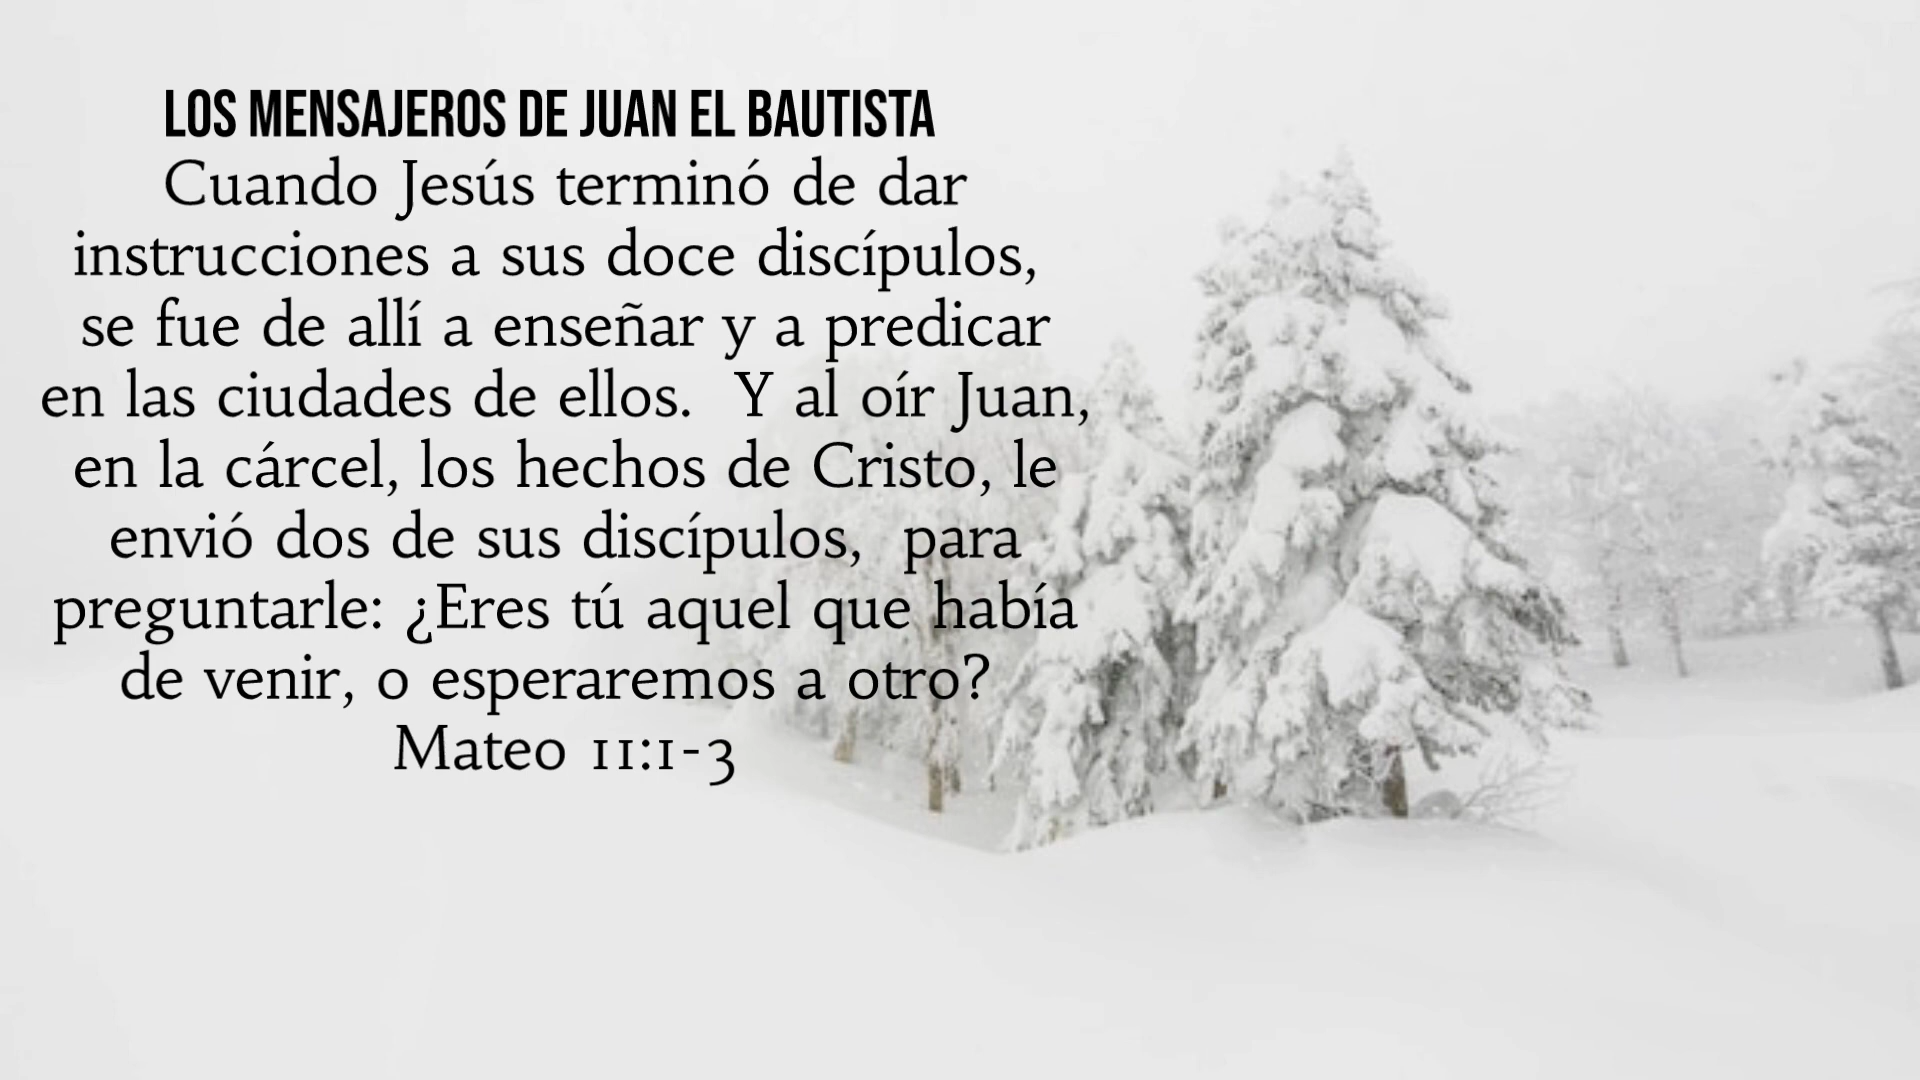 LOS MENSAJEROS DE JUAN EL BAUTISTA
Cuando Jesús terminó de dar
instrucciones a sus doce discípulos,
se fue de allí a enseñar y a predicar
en las ciudades de ellos.  Y al oír Juan,
en la cárcel, los hechos de Cristo, le
envió dos de sus discípulos,  para
preguntarle: ¿Eres tú aquel que había
de venir, o esperaremos a otro?
Mateo 11:1-3